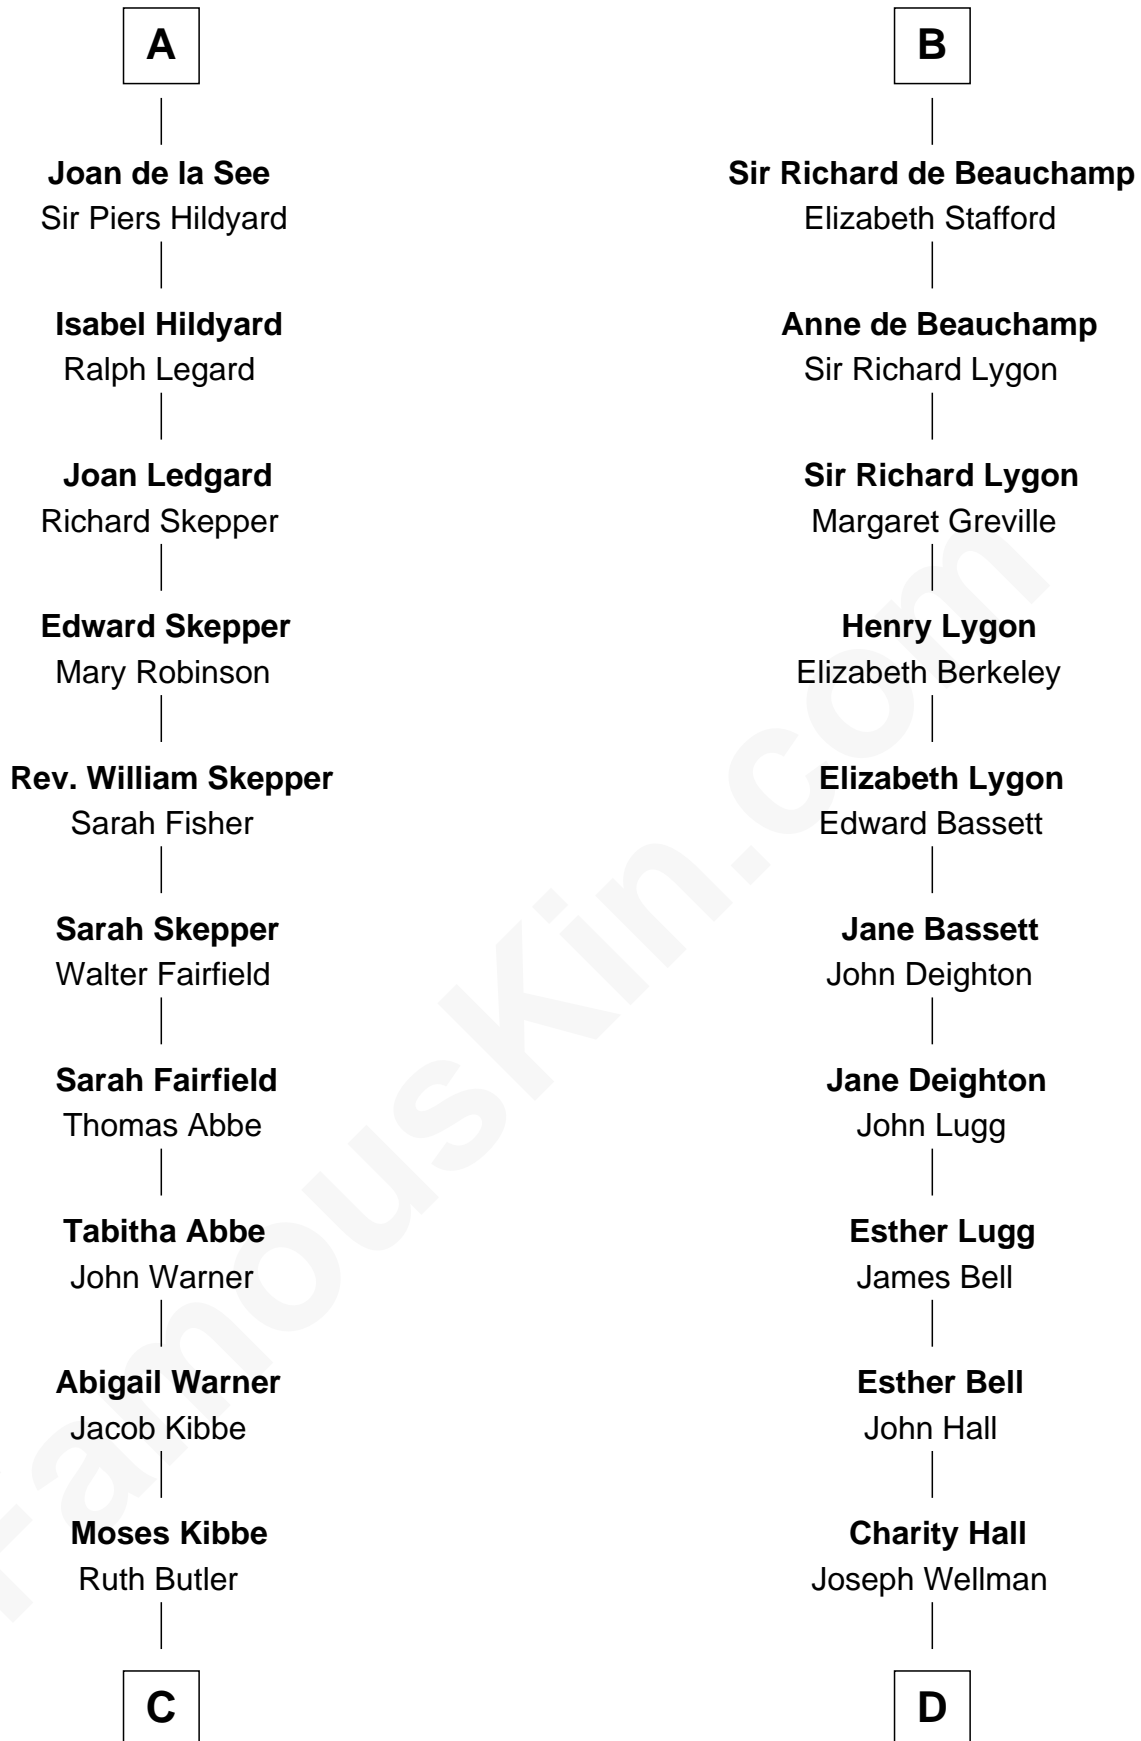 A
Joan de la See
Sir Piers Hildyard
Isabel Hildyard
Ralph Legard
Joan Ledgard
Richard Skepper
Edward Skepper
Mary Robinson
Rev. William Skepper
Sarah Fisher
Sarah Skepper
Walter Fairfield
Sarah Fairfield
Thomas Abbe
Tabitha Abbe
John Warner
Abigail Warner
Jacob Kibbe
Moses Kibbe
Ruth Butler
C
B
Sir Richard de Beauchamp
Elizabeth Stafford
Anne de Beauchamp
Sir Richard Lygon
Sir Richard Lygon
Margaret Greville
Henry Lygon
Elizabeth Berkeley
Elizabeth Lygon
Edward Bassett
Jane Bassett
John Deighton
Jane Deighton
John Lugg
Esther Lugg
James Bell
Esther Bell
John Hall
Charity Hall
Joseph Wellman
D
FamousKin.com